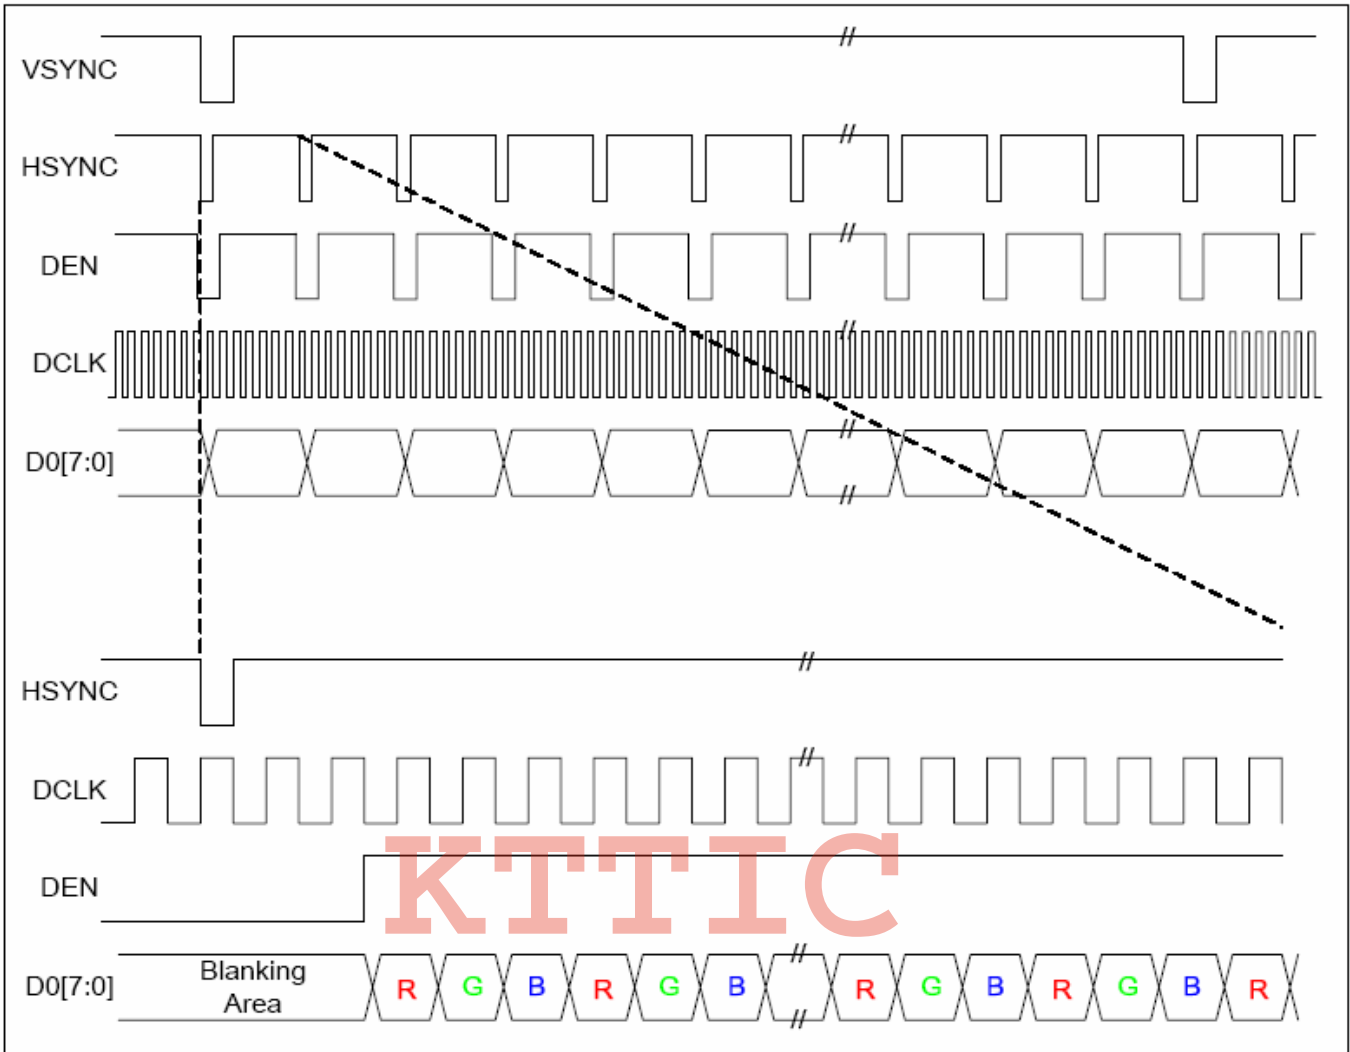 VSYNC
HSYNC
DEN
DCLK
D0[7:0]
HSYNC
DCLK
DEN
KTTIC
D0[7:0]
Blanking
Area
R G B R G B R G B R G B R